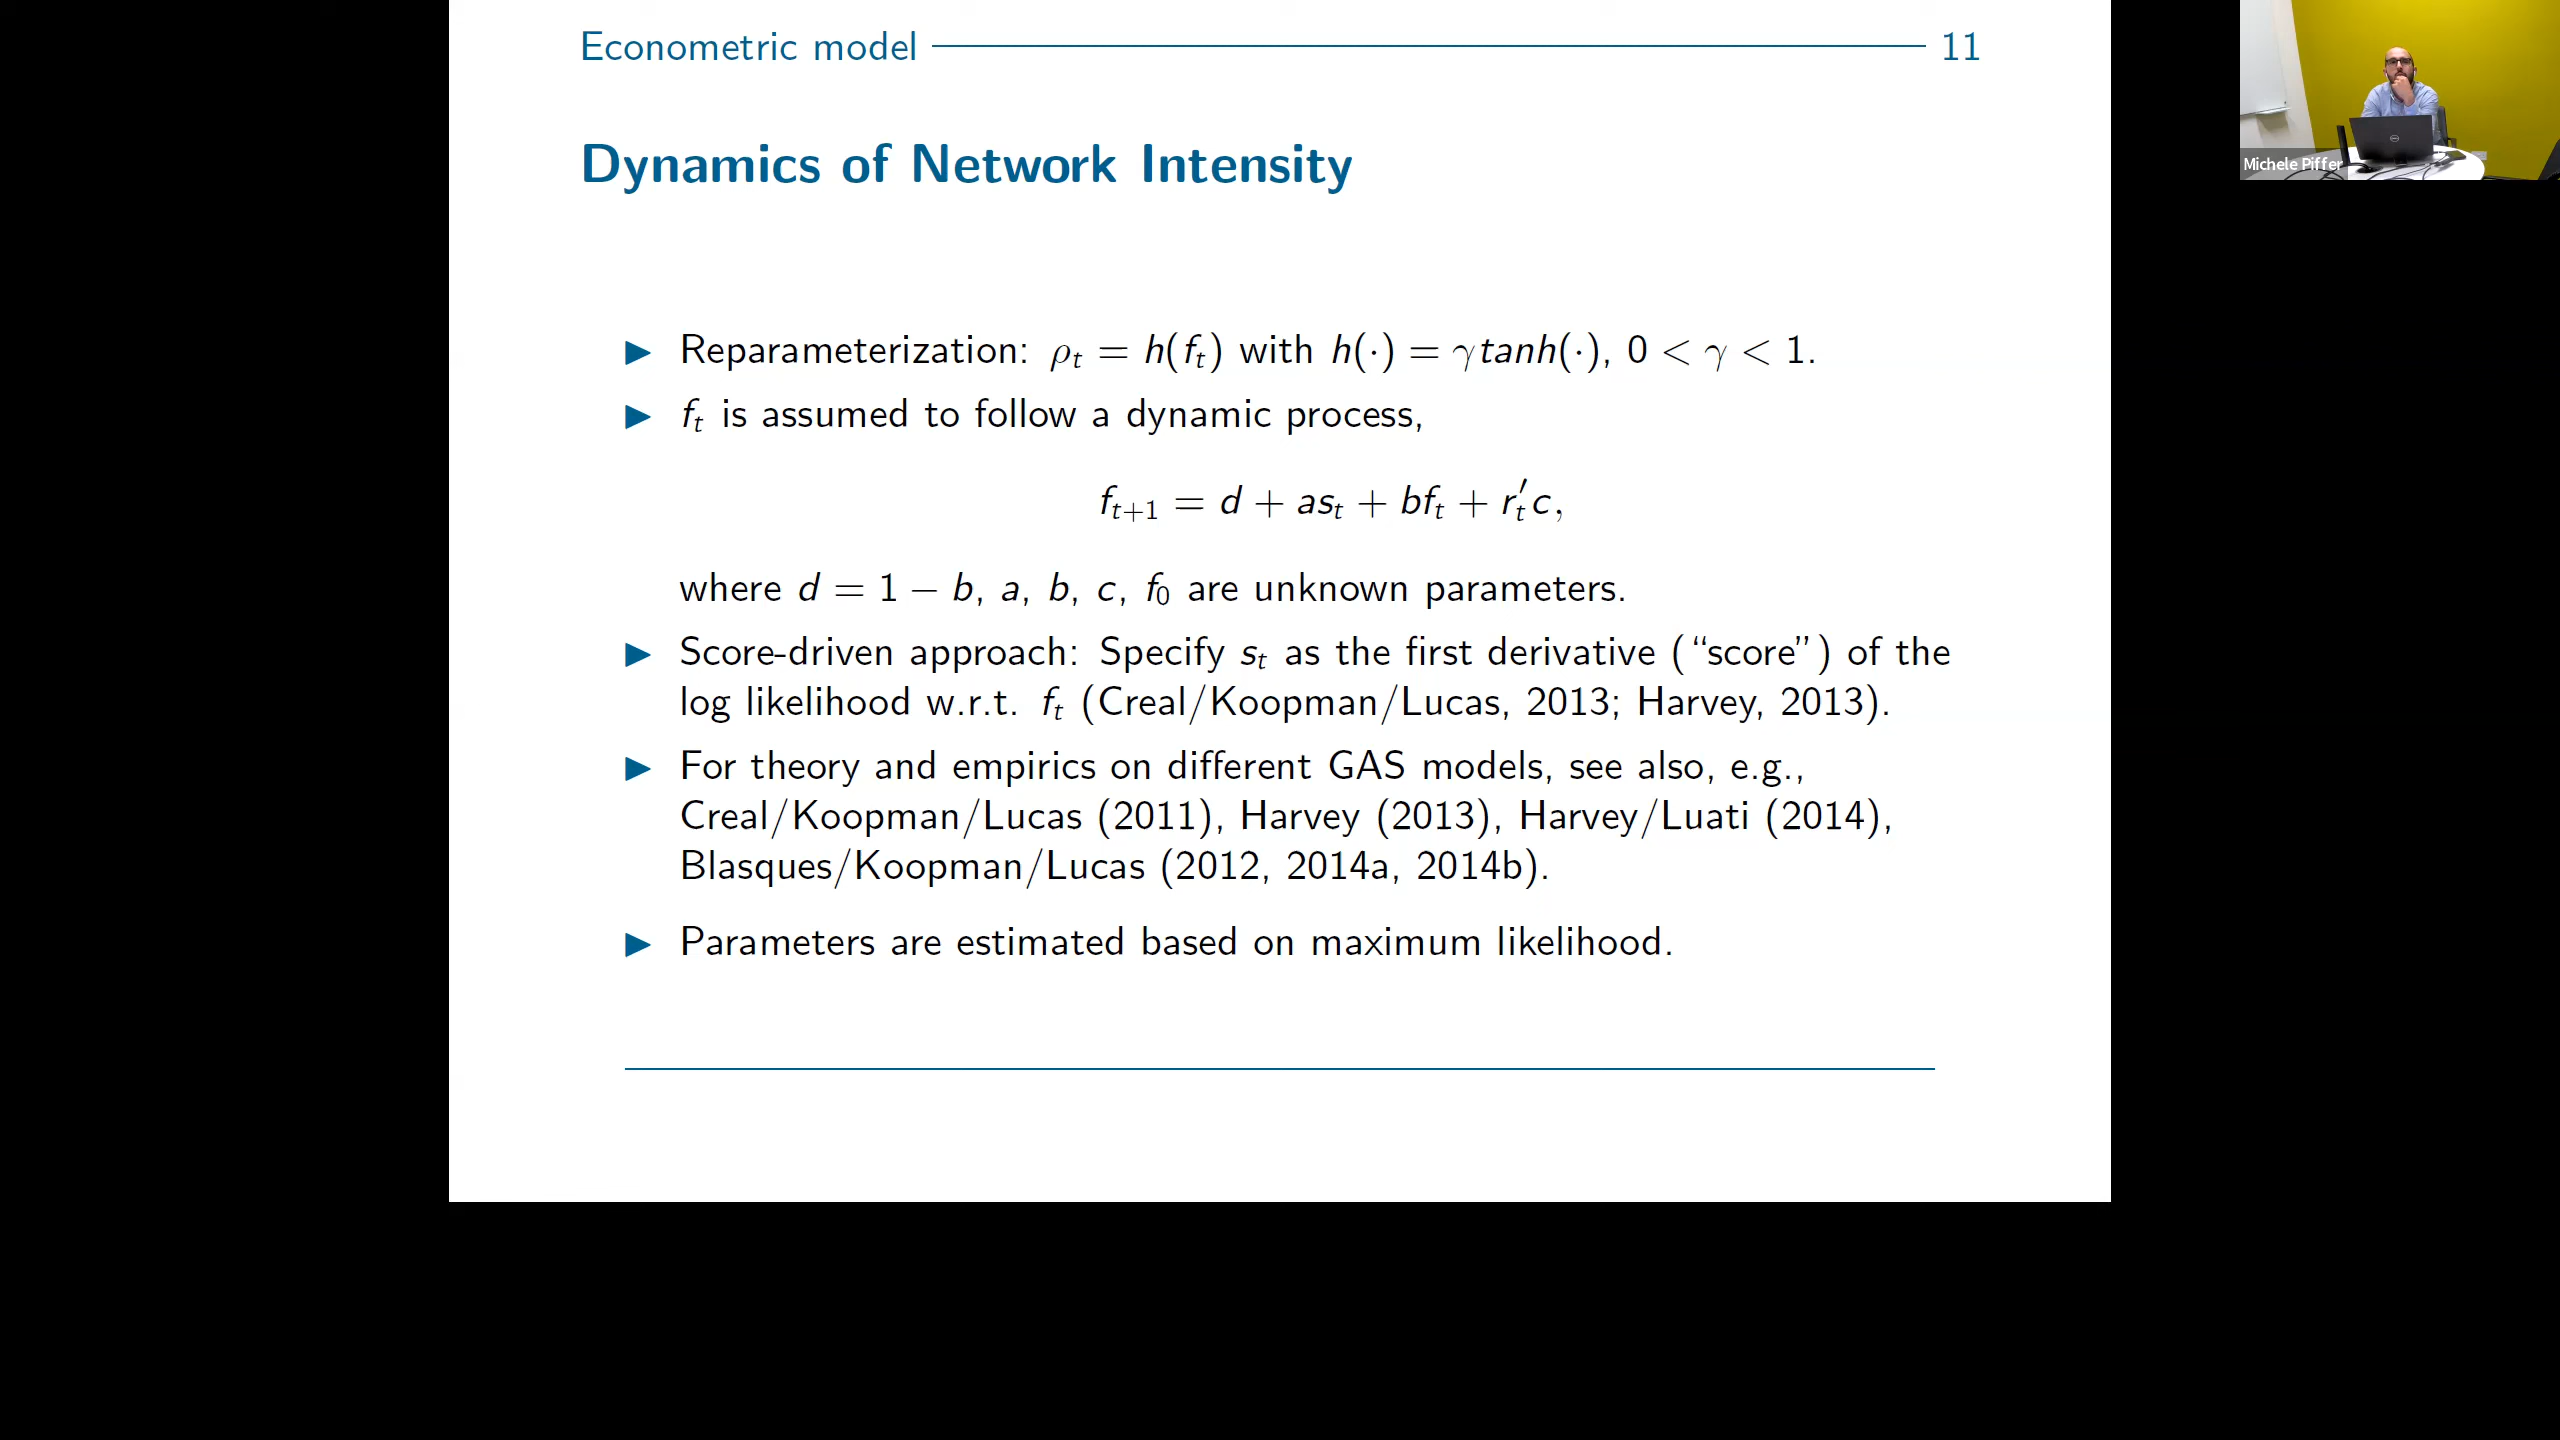 Econometric model 11
Michele Piffer
Dynamics of Network Intensity
▶ Reparameterization: ρ_t = h(f_t) with h(·) = γtanh(·), 0 < γ < 1.
▶ f_t is assumed to follow a dynamic process,
f_{t+1} = d + as_t + bf_t + r′_t c,
where d = 1 − b, a, b, c, f_0 are unknown parameters.
▶ Score-driven approach: Specify s_t as the first derivative (“score”) of the
log likelihood w.r.t. f_t (Creal/Koopman/Lucas, 2013; Harvey, 2013).
▶ For theory and empirics on different GAS models, see also, e.g.,
Creal/Koopman/Lucas (2011), Harvey (2013), Harvey/Luati (2014),
Blasques/Koopman/Lucas (2012, 2014a, 2014b).
▶ Parameters are estimated based on maximum likelihood.